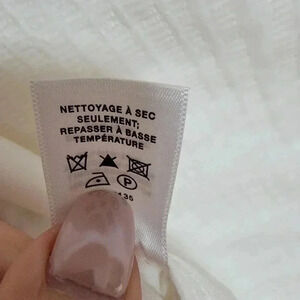 NETTOYAGE À SEC
SEULEMENT;
REPASSER À BASSE
TEMPÉRATURE
P